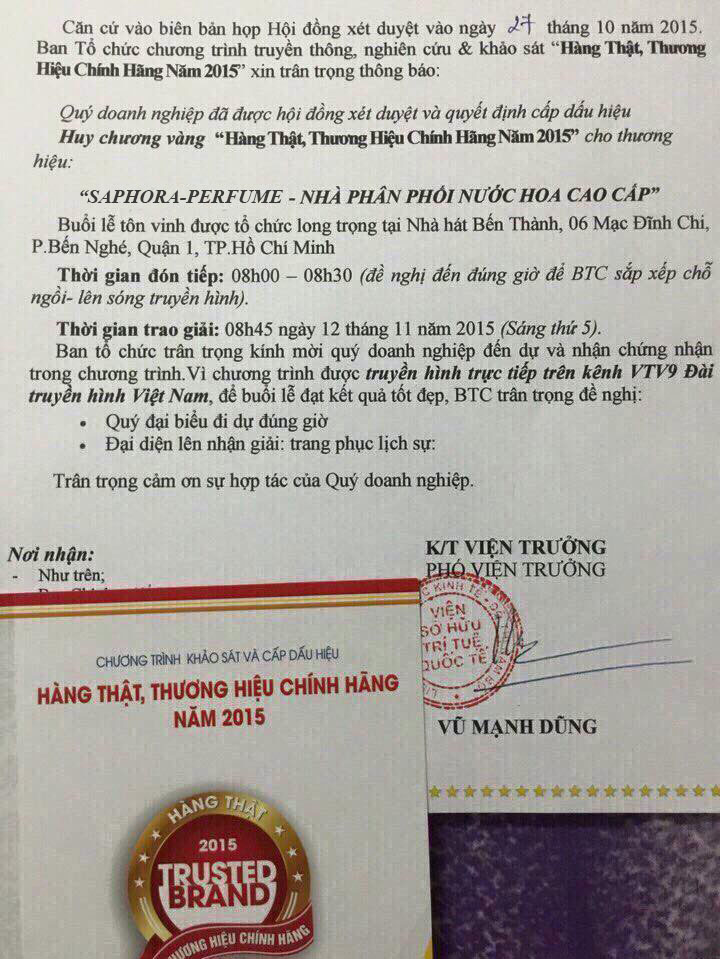 Căn cứ vào biên bản họp Hội đồng xét duyệt vào ngày 27 tháng 10 năm 2015.
Ban Tổ chức chương trình truyền thông, nghiên cứu & khảo sát “Hàng Thật, Thương
Hiệu Chính Hãng Năm 2015” xin trân trọng thông báo:
Quý doanh nghiệp đã được hội đồng xét duyệt và quyết định cấp dấu hiệu
Huy chương vàng “Hàng Thật, Thương Hiệu Chính Hãng Năm 2015” cho thương
hiệu:
“SAPHORA-PERFUME - NHÀ PHÂN PHỐI NƯỚC HOA CAO CẤP”
Buổi lễ tôn vinh được tổ chức long trọng tại Nhà hát Bến Thành, 06 Mạc Đĩnh Chi,
P.Bến Nghé, Quận 1, TP.Hồ Chí Minh
Thời gian đón tiếp: 08h00 – 08h30 (đề nghị đến đúng giờ để BTC sắp xếp chỗ
ngồi- lên sóng truyền hình).
Thời gian trao giải: 08h45 ngày 12 tháng 11 năm 2015 (Sáng thứ 5).
Ban tổ chức trân trọng kính mời quý doanh nghiệp đến dự và nhận chứng nhận
trong chương trình.Vì chương trình được truyền hình trực tiếp trên kênh VTV9 Đài
truyền hình Việt Nam, để buổi lễ đạt kết quả tốt đẹp, BTC trân trọng đề nghị:
• Quý đại biểu đi dự đúng giờ
• Đại diện lên nhận giải: trang phục lịch sự:
Trân trọng cảm ơn sự hợp tác của Quý doanh nghiệp.
Nơi nhận:
- Như trên;
K/T VIỆN TRƯỞNG
PHÓ VIỆN TRƯỞNG
VIỆN
SỞ HỮU
TRÍ TUỆ
QUỐC TẾ
VŨ MẠNH DŨNG
CHƯƠNG TRÌNH KHẢO SÁT VÀ CẤP DẤU HIỆU
HÀNG THẬT, THƯƠNG HIỆU CHÍNH HÃNG
NĂM 2015
HÀNG THẬT
2015
TRUSTED
BRAND
THƯƠNG HIỆU CHÍNH HÃNG